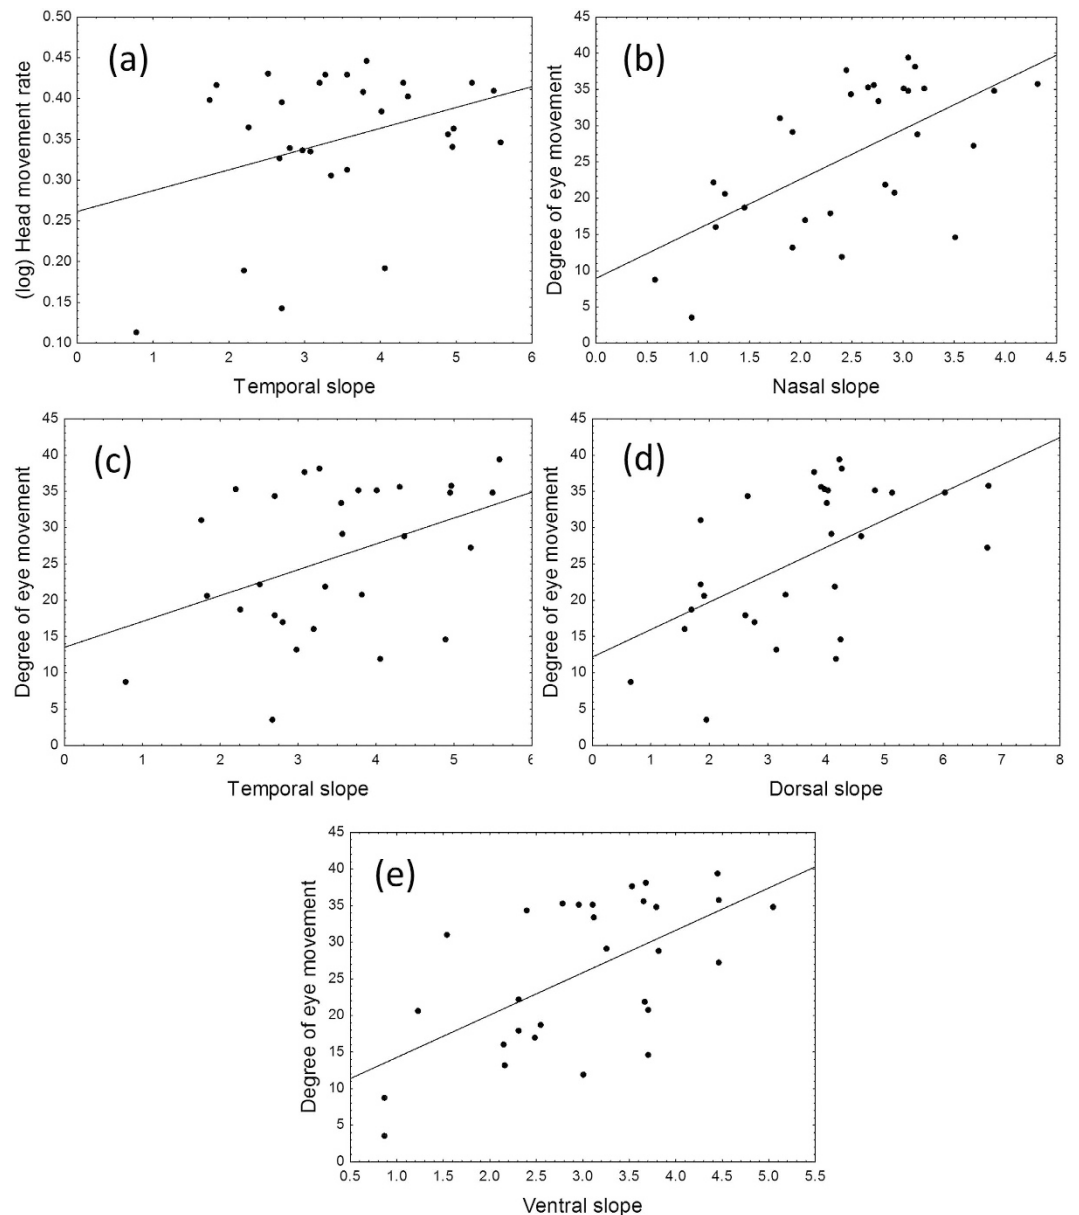 (a)
(log) Head movement rate
0.50
0.45
0.40
0.35
0.30
0.25
0.20
0.15
0.10
0 1 2 3 4 5 6
Temporal slope
(b)
Degree of eye movement
45
40
35
30
25
20
15
10
5
0
0.0 0.5 1.0 1.5 2.0 2.5 3.0 3.5 4.0 4.5
Nasal slope
(c)
Degree of eye movement
45
40
35
30
25
20
15
10
5
0
0 1 2 3 4 5 6
Temporal slope
(d)
Degree of eye movement
45
40
35
30
25
20
15
10
5
0
0 1 2 3 4 5 6 7 8
Dorsal slope
(e)
Degree of eye movement
45
40
35
30
25
20
15
10
5
0
0.5 1.0 1.5 2.0 2.5 3.0 3.5 4.0 4.5 5.0 5.5
Ventral slope